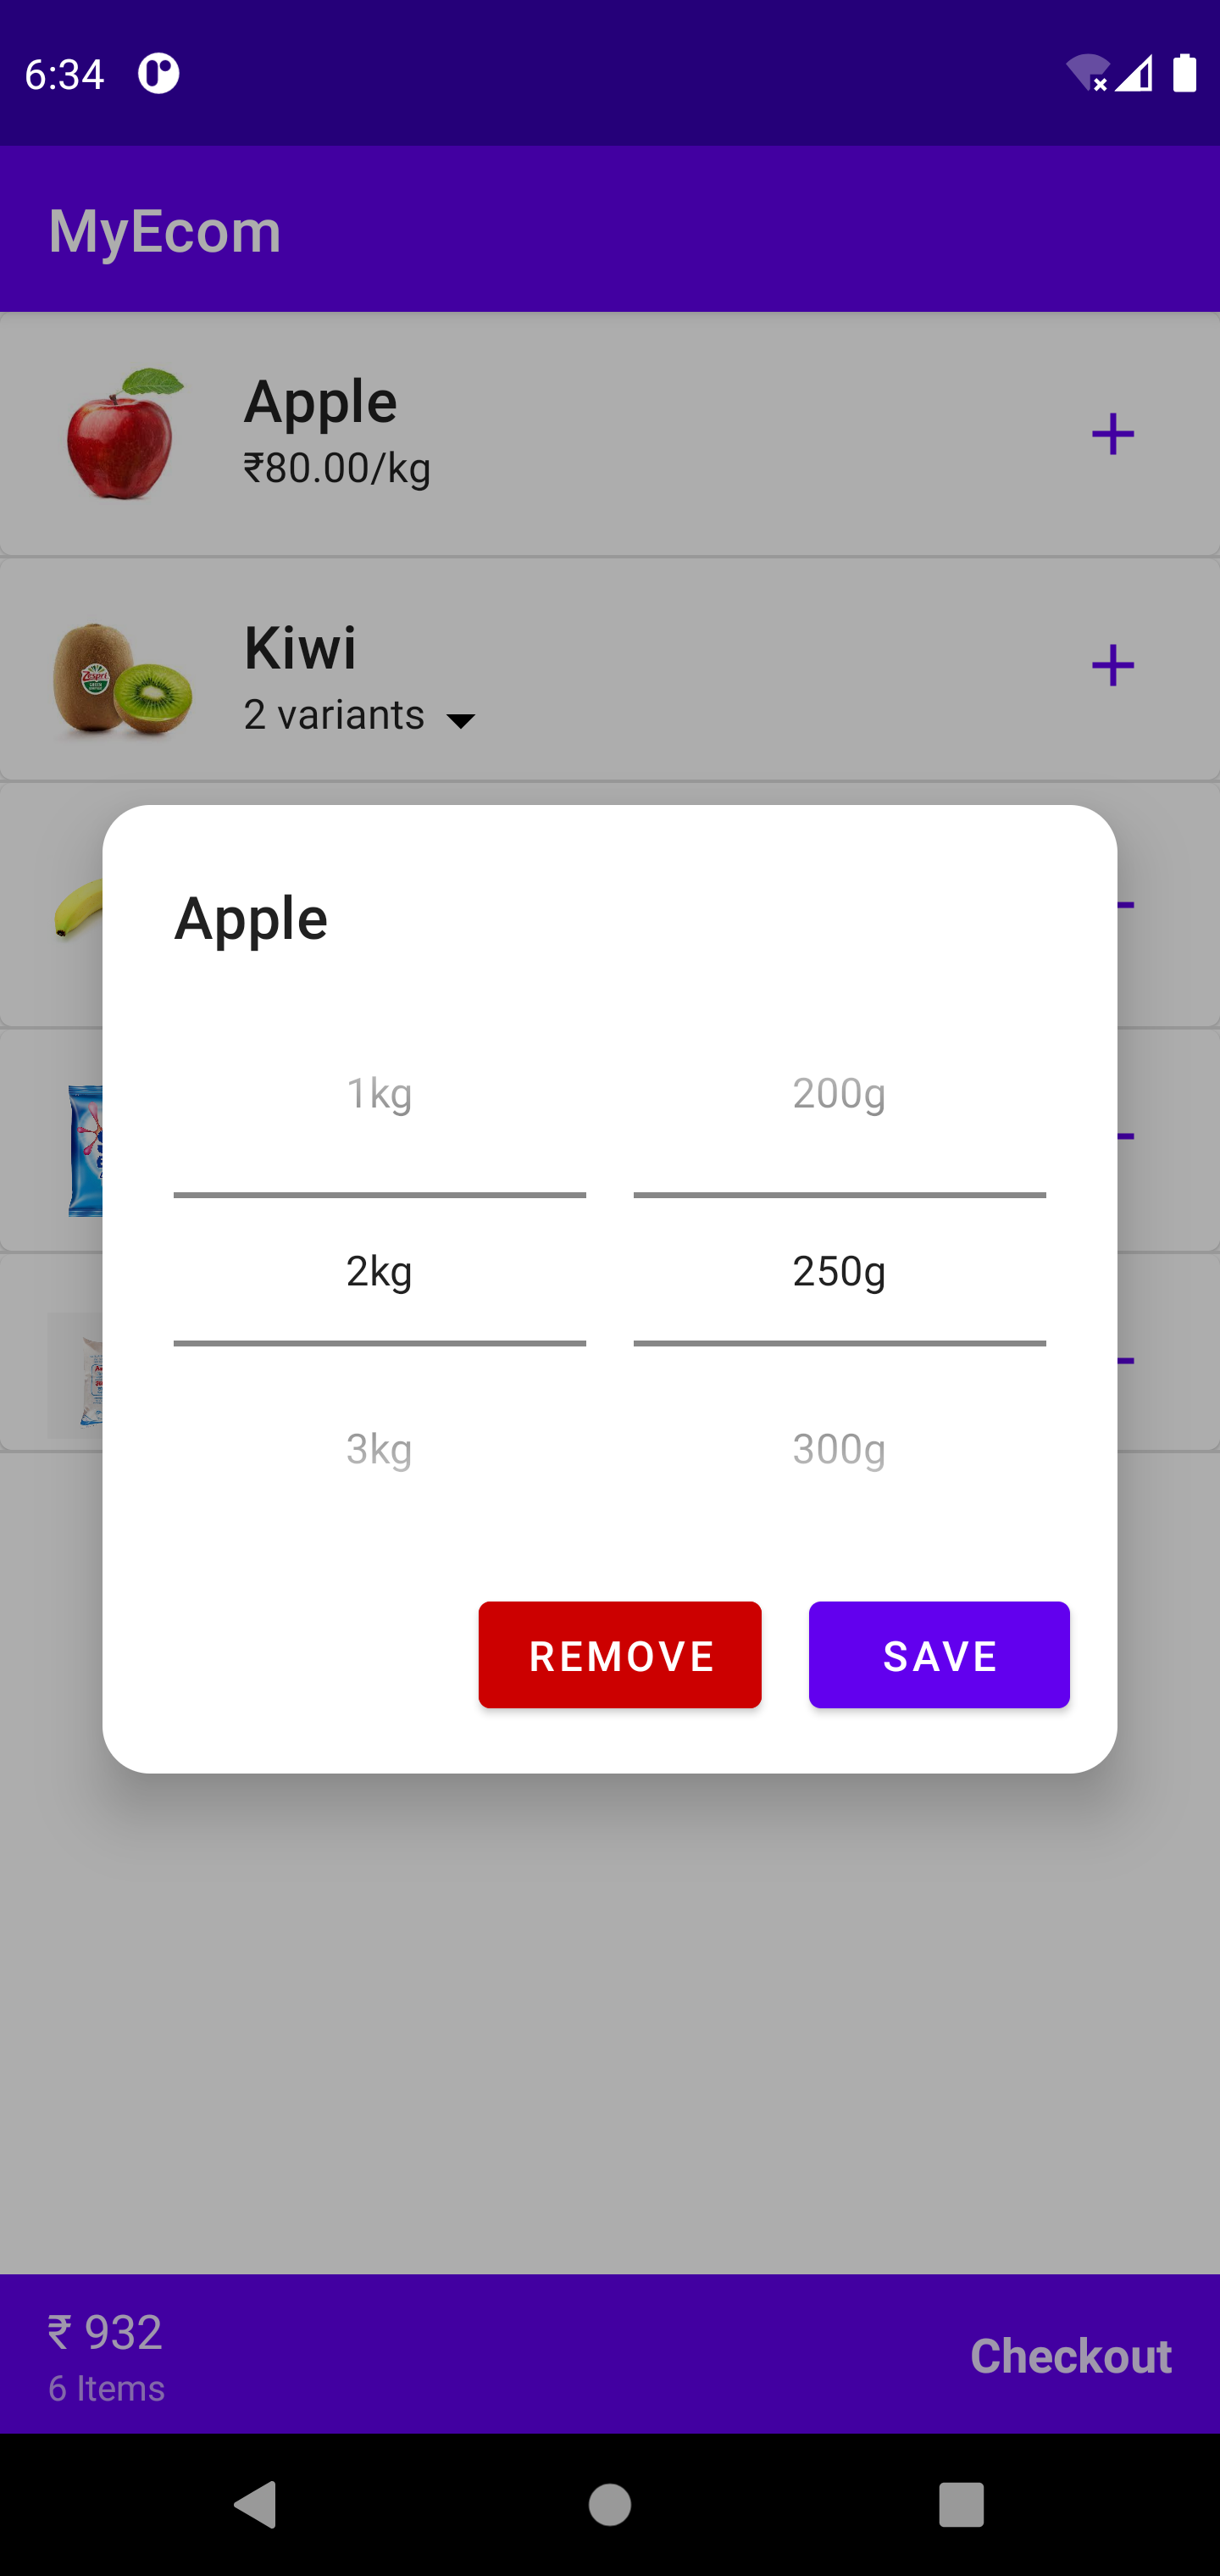 6:34
MyEcom
Apple
₹80.00/kg
Kiwi
Zespri
2 variants
Apple
1kg 200g
2kg 250g
3kg 300g
REMOVE SAVE
₹ 932
6 Items
Checkout